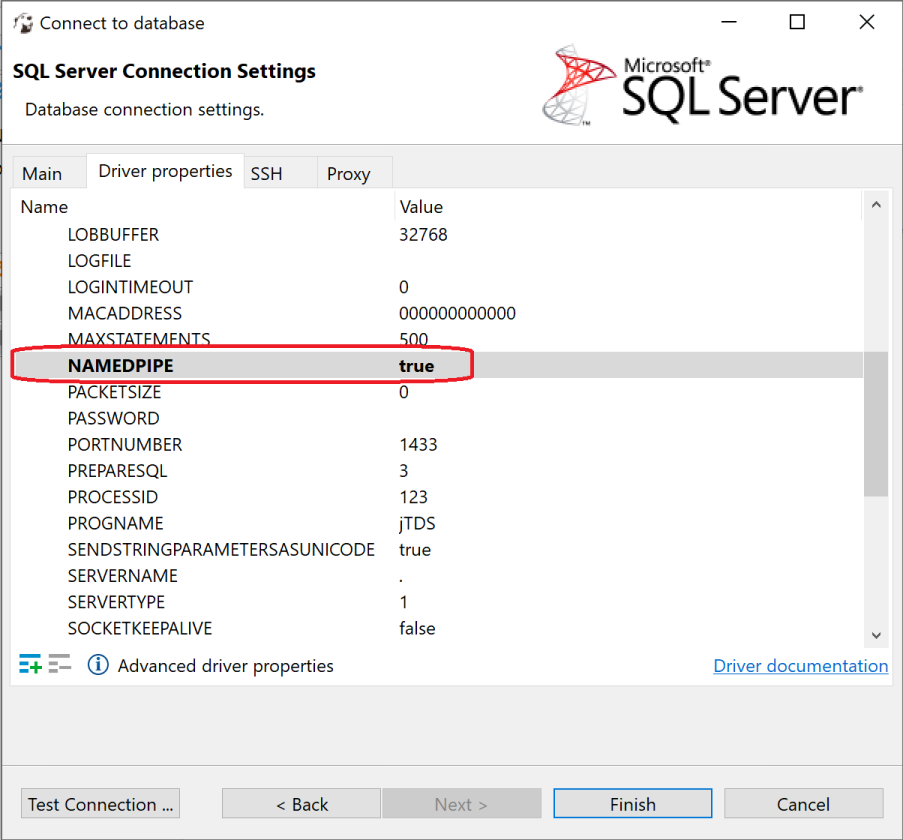 Connect to database
SQL Server Connection Settings
Database connection settings.
Microsoft®
SQL Server®
™
Main Driver properties SSH Proxy
Name Value
LOBBUFFER 32768
LOGFILE
LOGINTIMEOUT 0
MACADDRESS 000000000000
MAXSTATEMENTS 500
NAMEDPIPE true
PACKETSIZE 0
PASSWORD
PORTNUMBER 1433
PREPARESQL 3
PROCESSID 123
PROGNAME jTDS
SENDSTRINGPARAMETERSASUNICODE true
SERVERNAME .
SERVERTYPE 1
SOCKETKEEPALIVE false
Advanced driver properties Driver documentation
Test Connection ... < Back Next > Finish Cancel